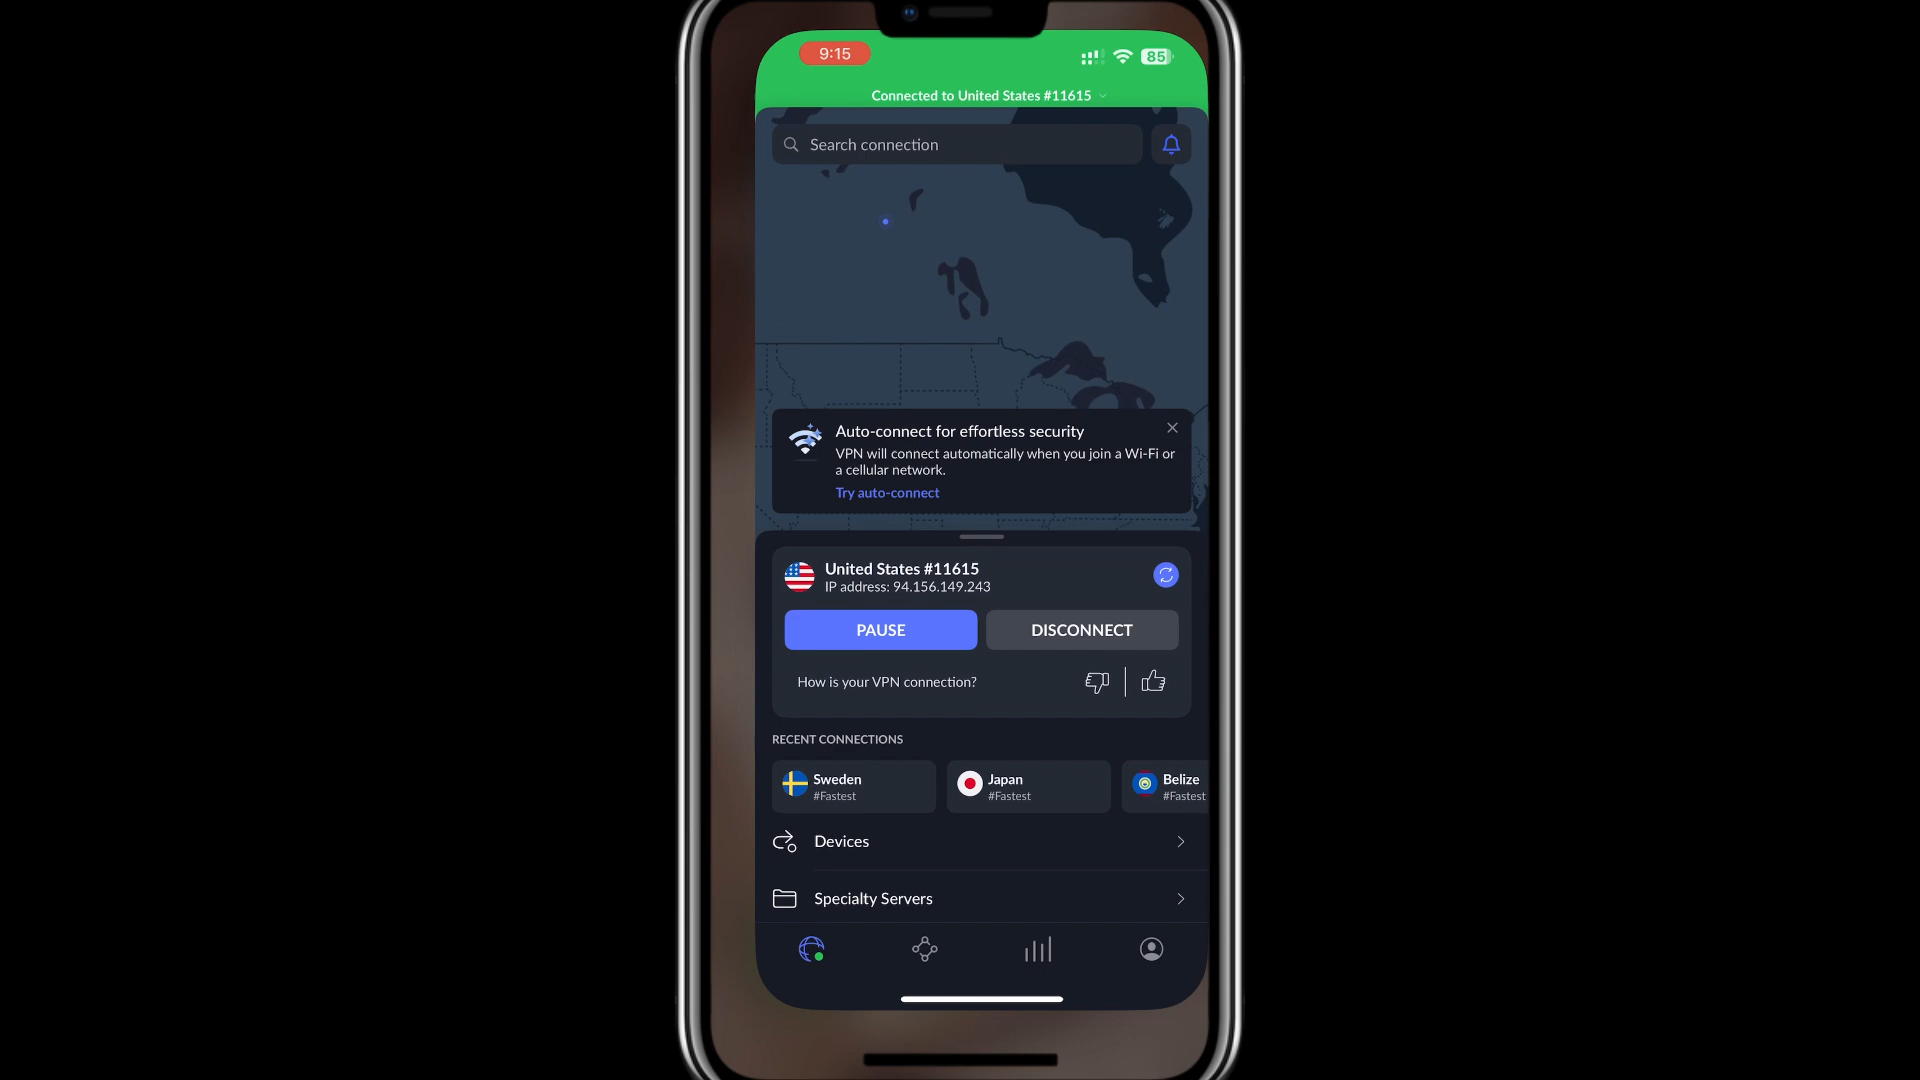 9:15
85
Connected to United States #11615
Search connection
Auto-connect for effortless security
VPN will connect automatically when you join a Wi-Fi or
a cellular network.
Try auto-connect
United States #11615
IP address: 94.156.149.243
PAUSE
DISCONNECT
How is your VPN connection?
RECENT CONNECTIONS
Sweden
#Fastest
Japan
#Fastest
Belize
#Fastest
Devices
Specialty Servers